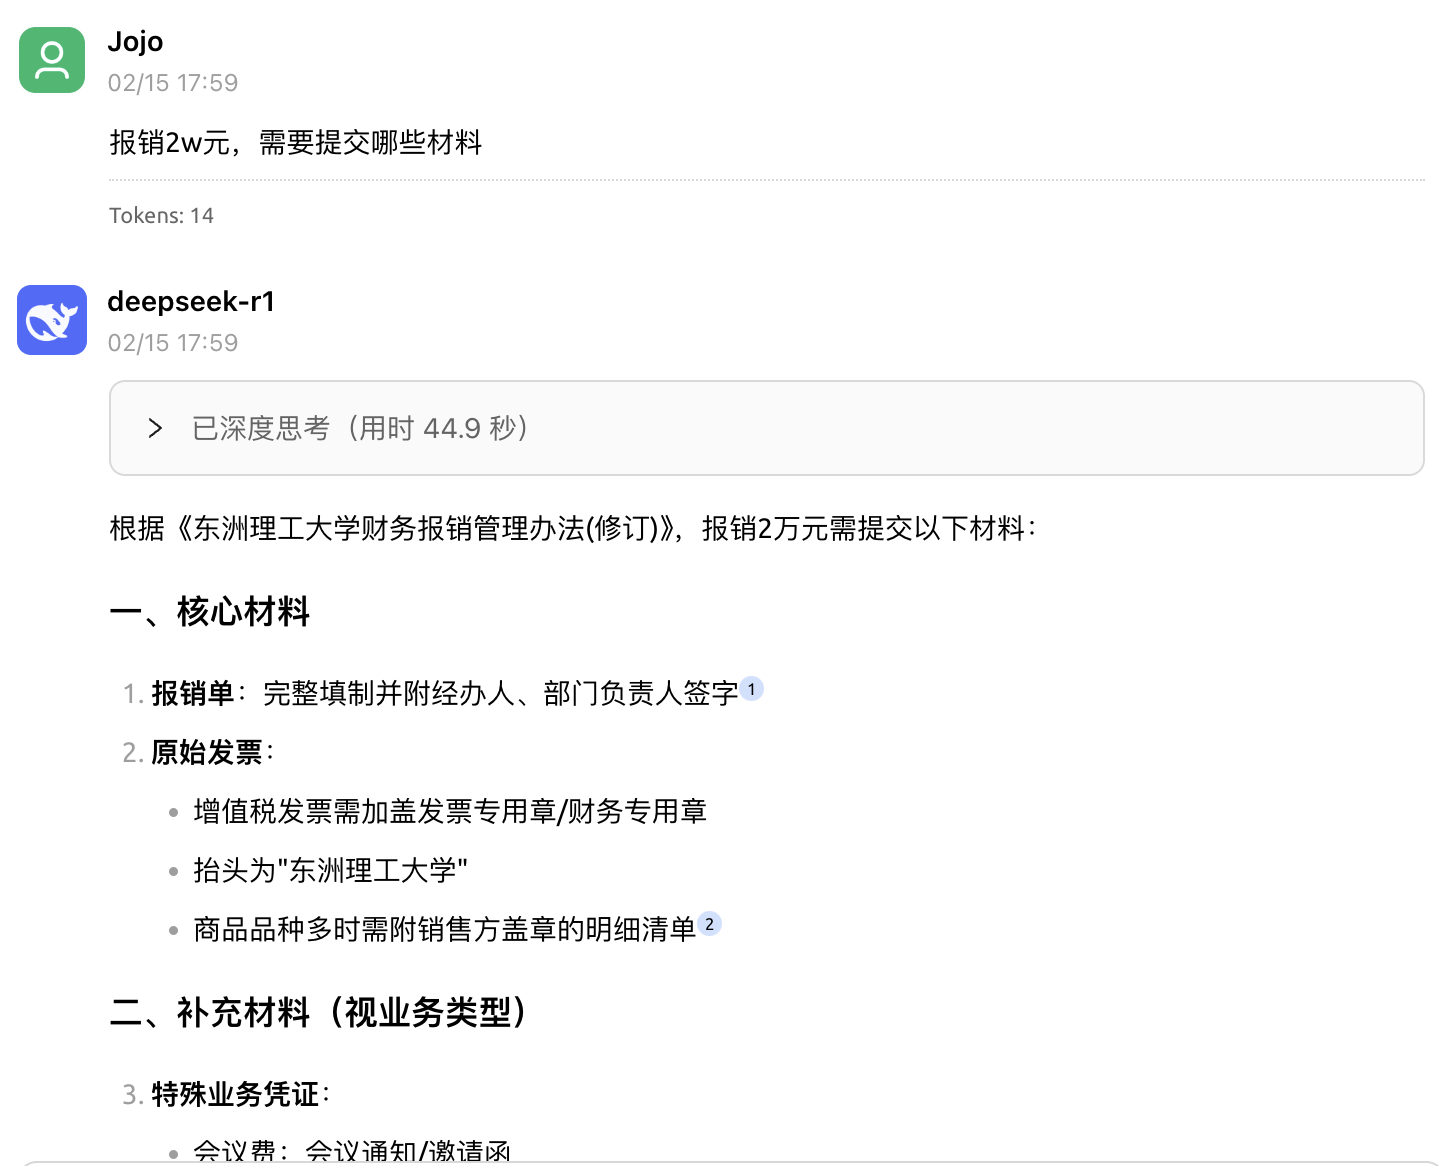 Jojo
02/15 17:59
报销2w元，需要提交哪些材料
Tokens: 14
deepseek-r1
02/15 17:59
已深度思考（用时 44.9 秒）
根据《东洲理工大学财务报销管理办法(修订)》，报销2万元需提交以下材料：
一、核心材料
1. 报销单：完整填制并附经办人、部门负责人签字 1
2. 原始发票：
增值税发票需加盖发票专用章/财务专用章
抬头为"东洲理工大学"
商品品种多时需附销售方盖章的明细清单 2
二、补充材料（视业务类型）
3. 特殊业务凭证：
会议费：会议通知/邀请函